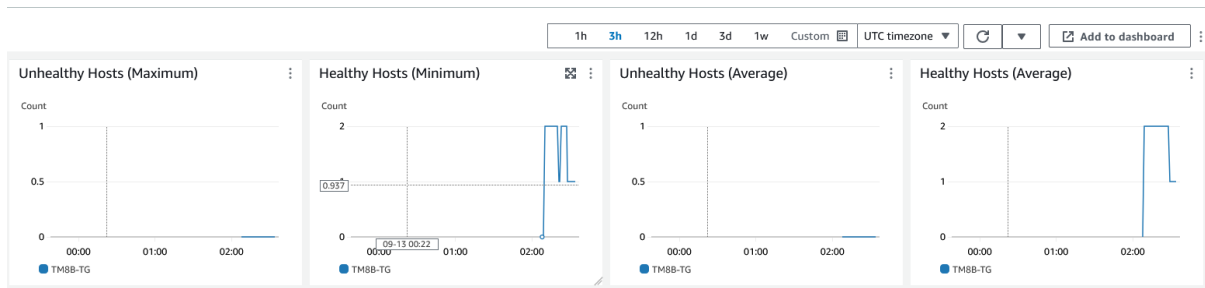 1h 3h 12h 1d 3d 1w Custom UTC timezone Add to dashboard
Unhealthy Hosts (Maximum)
Count
1
0.5
0
00:00 01:00 02:00
TM8B-TG
Healthy Hosts (Minimum)
Count
2
0.937
0
09-13 00:22
01:00 02:00
TM8B-TG
Unhealthy Hosts (Average)
Count
1
0.5
0
00:00 01:00 02:00
TM8B-TG
Healthy Hosts (Average)
Count
2
1
0
00:00 01:00 02:00
TM8B-TG